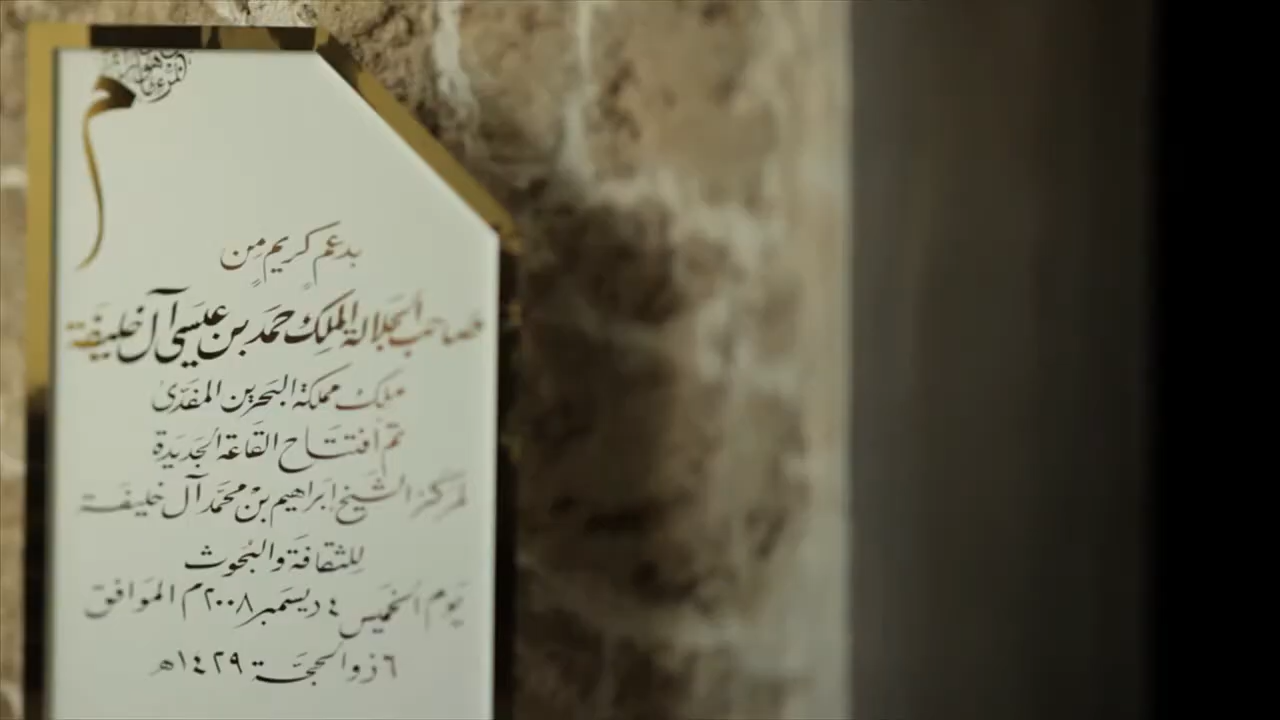 بدعم كريم من
صاحب الجلالة الملك حمد بن عيسى آل خليفة
ملك مملكة البحرين المفدى
تم افتتاح القاعة الجديدة
لمركز الشيخ ابراهيم بن محمد آل خليفة
للثقافة والبحوث
يوم الخميس ٤ ديسمبر ٢٠٠٨م الموافق
٦ ذو الحجة ١٤٢٩هـ